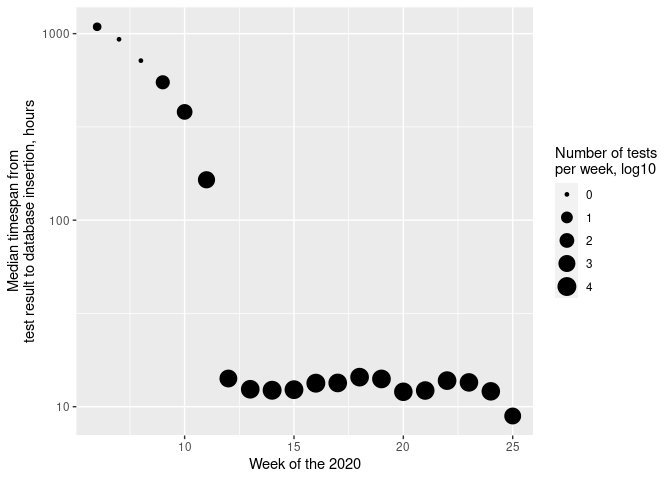 Median timespan from
test result to database insertion, hours
1000
100
10
10
15
20
25
Week of the 2020
Number of tests
per week, log10
0
1
2
3
4